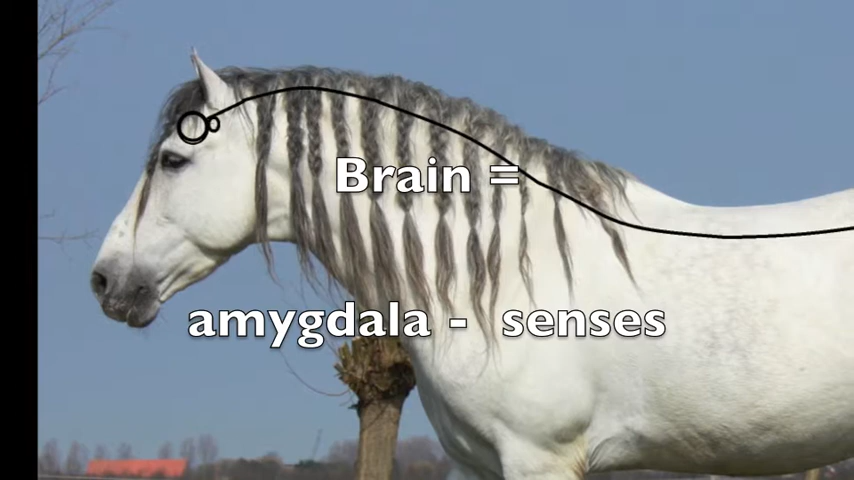 Brain =
amygdala - senses